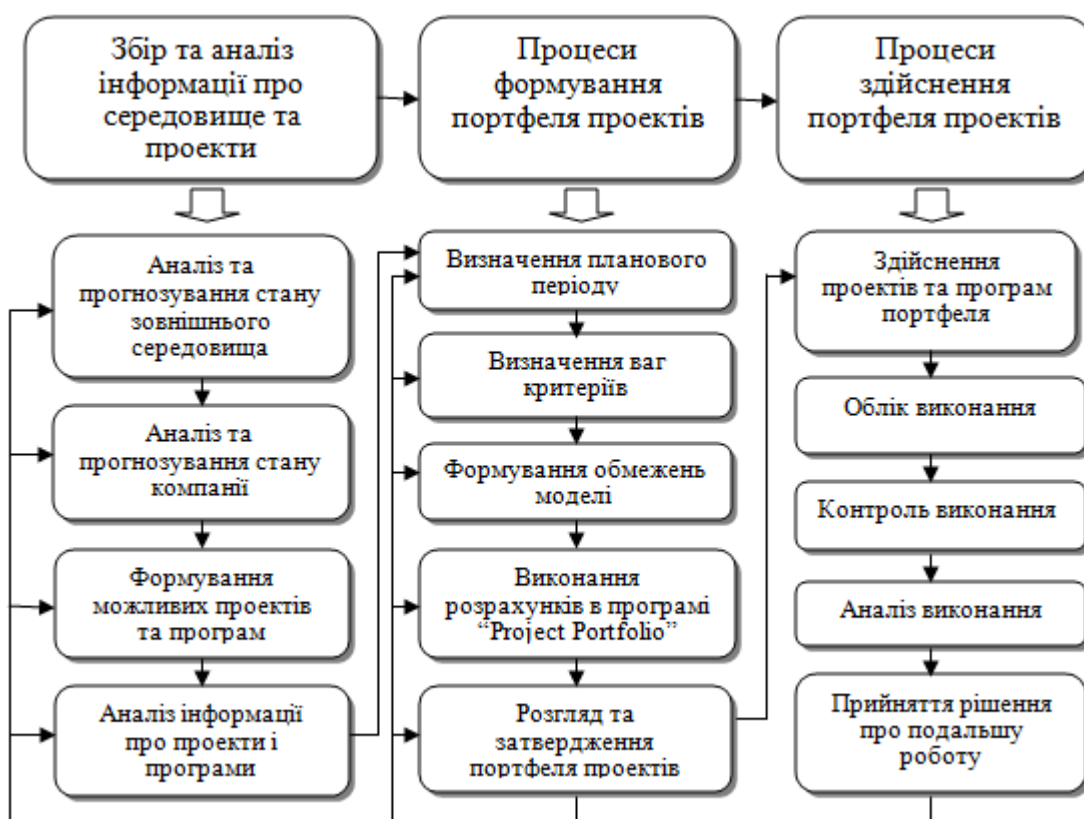 Збір та аналіз
інформації про
середовище та
проекти
Процеси
формування
портфеля проектів
Процеси
здійснення
портфеля проектів
Аналіз та
прогнозування стану
зовнішнього
середовища
Аналіз та
прогнозування стану
компанії
Формування
можливих проектів
та програм
Аналіз інформації
про проекти і
програми
Визначення планового
періоду
Визначення ваг
критеріїв
Формування обмежень
моделі
Виконання
розрахунків в програмі
“Project Portfolio”
Розгляд та
затвердження
портфеля проектів
Здійснення
проектів та програм
портфеля
Облік виконання
Контроль виконання
Аналіз виконання
Прийняття рішення
про подальшу
роботу